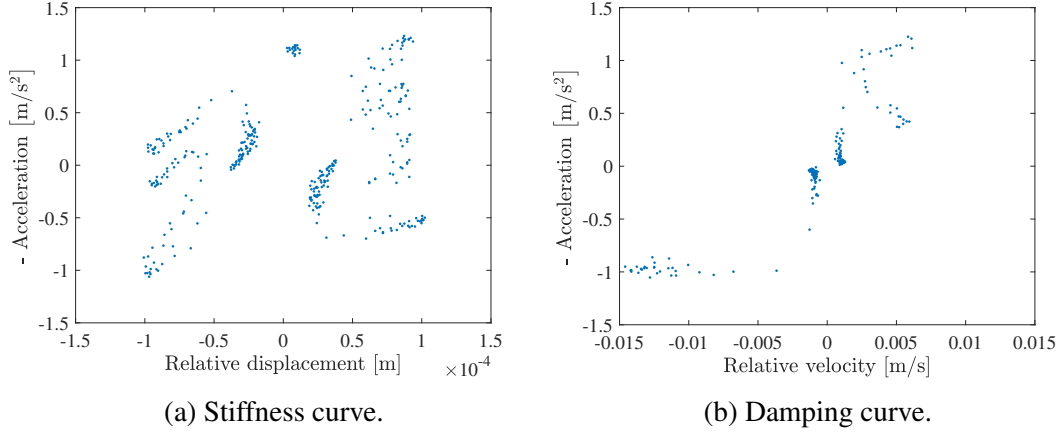 1.5
1
0.5
0
-0.5
-1
-1.5
- Acceleration [m/s²]
-1.5 -1 -0.5 0 0.5 1 1.5
Relative displacement [m] ×10⁻⁴
(a) Stiffness curve.
1.5
1
0.5
0
-0.5
-1
-1.5
- Acceleration [m/s²]
-0.015 -0.01 -0.005 0 0.005 0.01 0.015
Relative velocity [m/s]
(b) Damping curve.